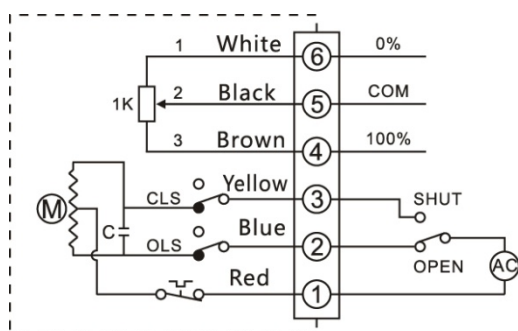 1 White 6 0%
1K 2 Black 5 COM
3 Brown 4 100%
CLS Yellow 3 SHUT
M C
OLS Blue 2 OPEN
AC
Red 1